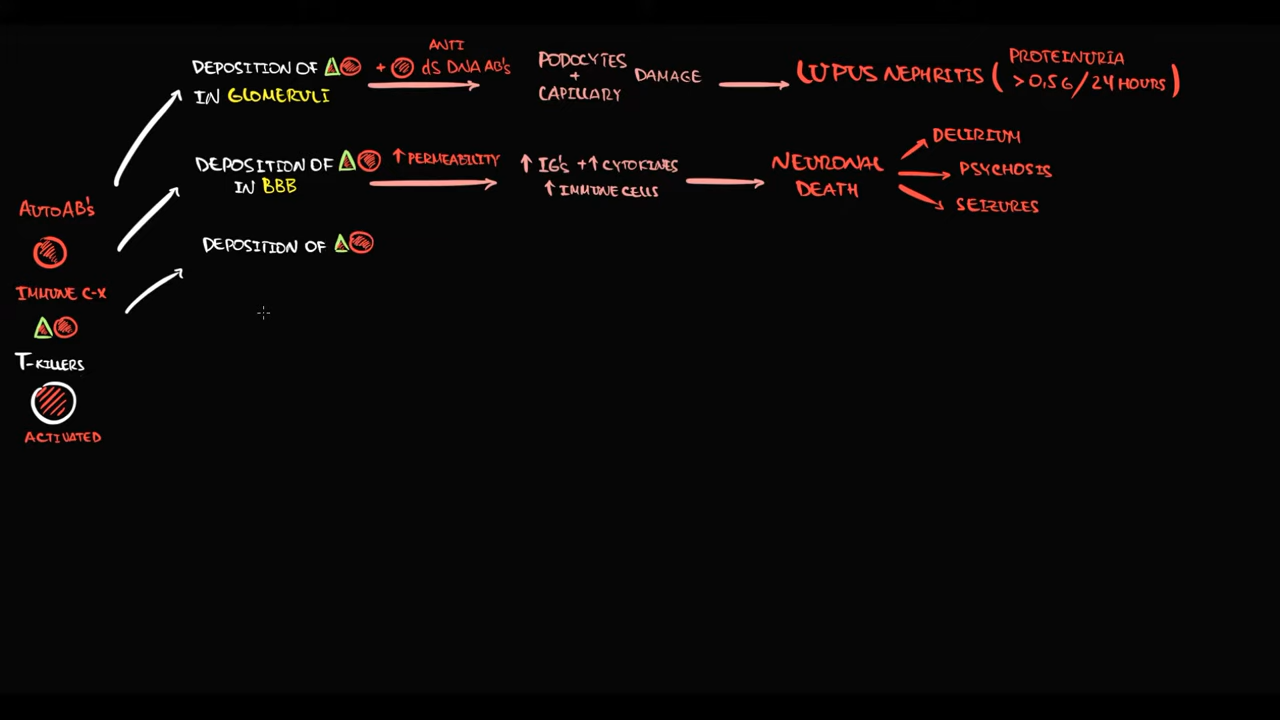 AUTOAB'S
IMMUNE C-X
T-KILLERS
ACTIVATED
DEPOSITION OF + ANTI dS DNA AB'S
IN GLOMERULI
PODOCYTES
+
CAPILLARY
DAMAGE
LUPUS NEPHRITIS (PROTEINURIA
>0,5G/24 HOURS)
DEPOSITION OF
IN BBB
↑ PERMEABILITY
↑ IG'S + ↑ CYTOKINES
↑ IMMUNE CELLS
NEURONAL
DEATH
DELIRIUM
PSYCHOSIS
SEIZURES
DEPOSITION OF